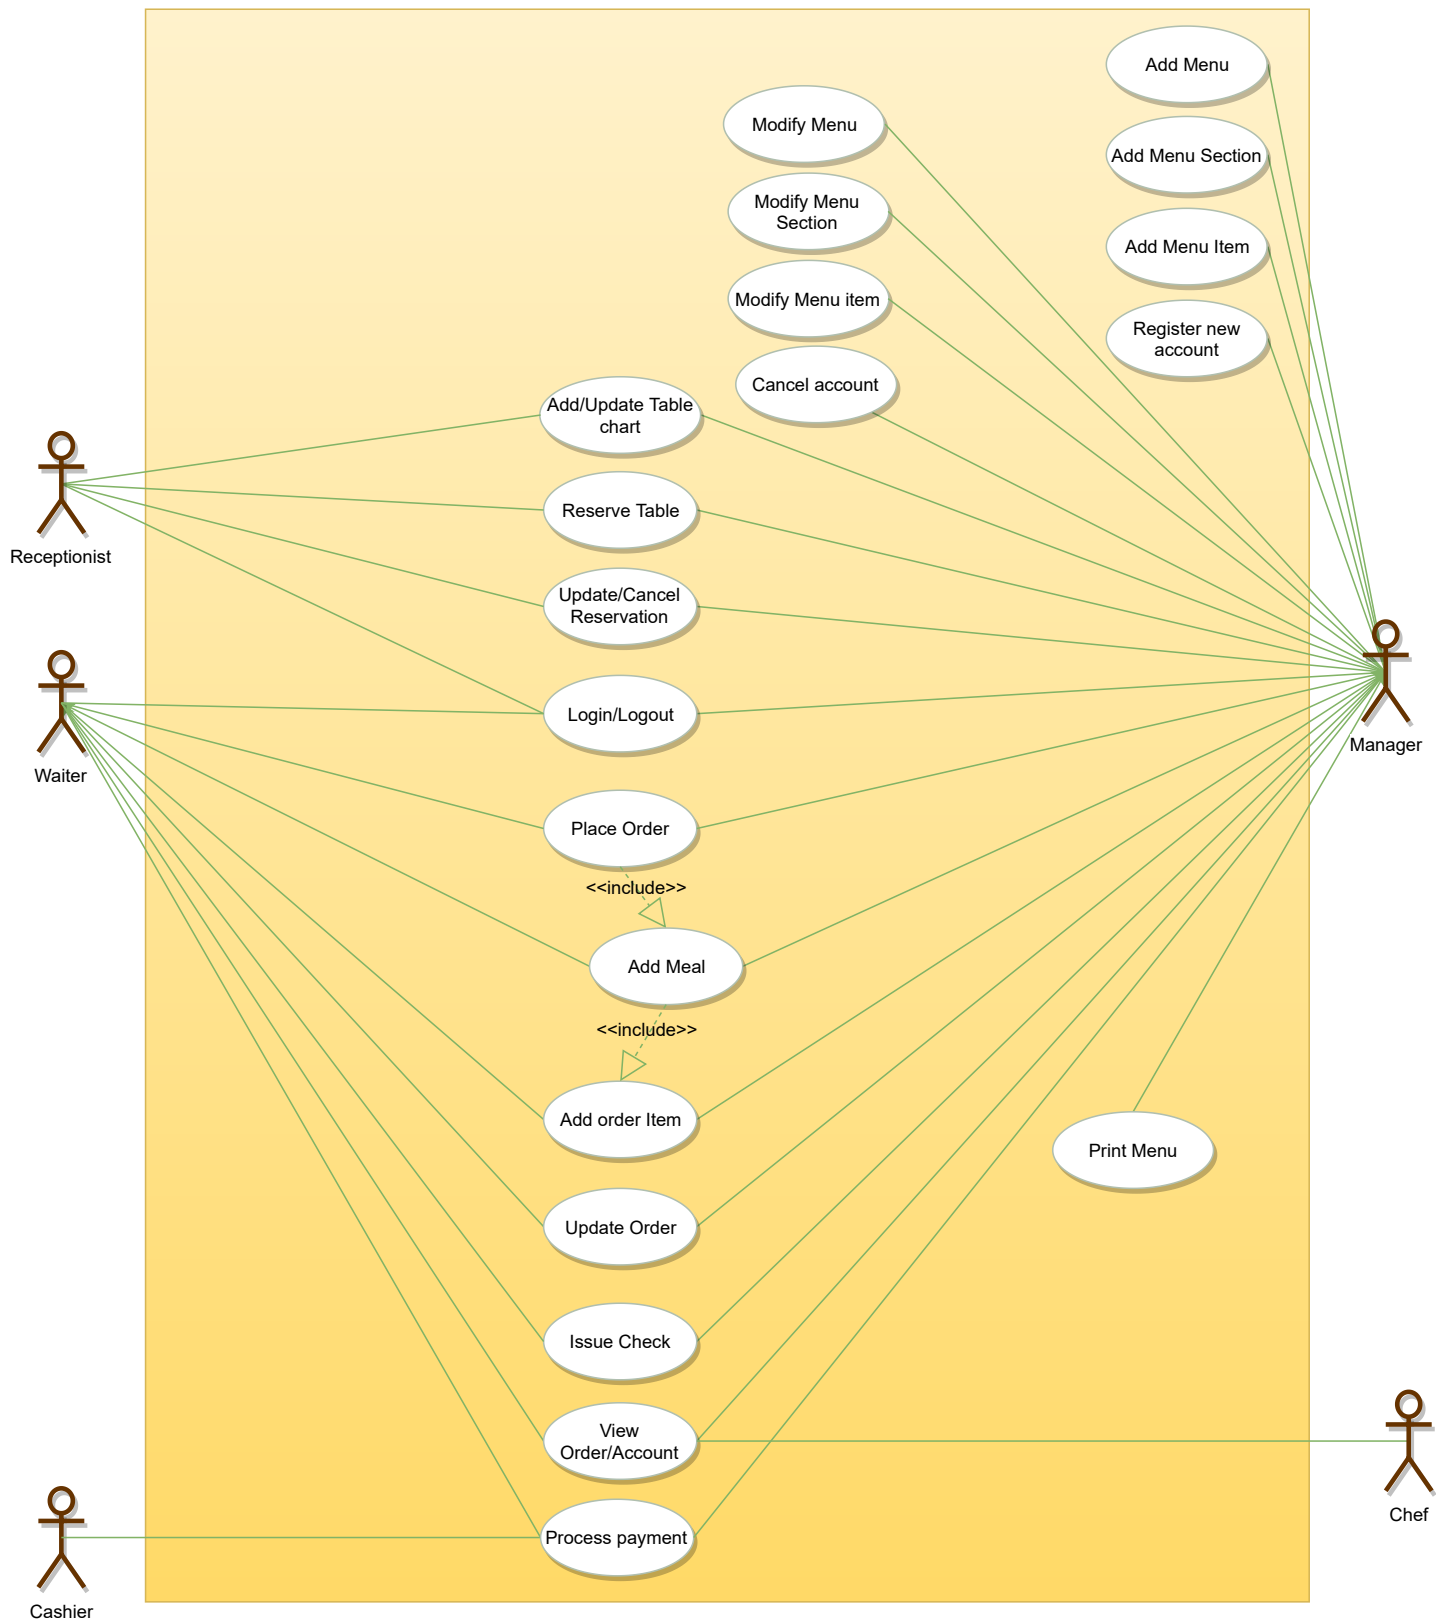 Add Menu
Modify Menu
Add Menu Section
Modify Menu
Section
Add Menu Item
Modify Menu item
Register new
account
Cancel account
Add/Update Table
chart
Reserve Table
Receptionist
Update/Cancel
Reservation
Login/Logout
Manager
Waiter
Place Order
<<include>>
Add Meal
<<include>>
Add order Item
Print Menu
Update Order
Issue Check
View
Order/Account
Chef
Process payment
Cashier